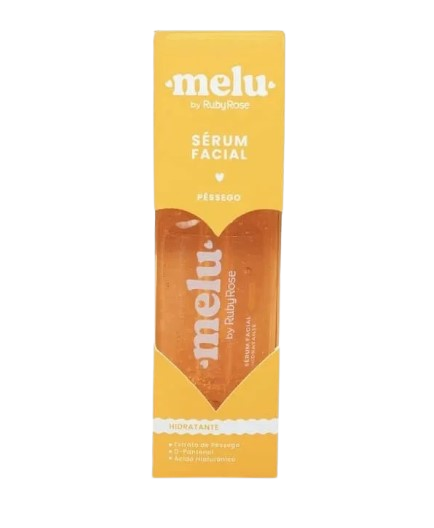 melu
by RubyRose
SÉRUM
FACIAL
PÊSSEGO
melu
by RubyRose
SÉRUM FACIAL
HIDRATANTE
HIDRATANTE
• Extrato de Pêssego
• D-Pantenol
• Ácido Hialurônico